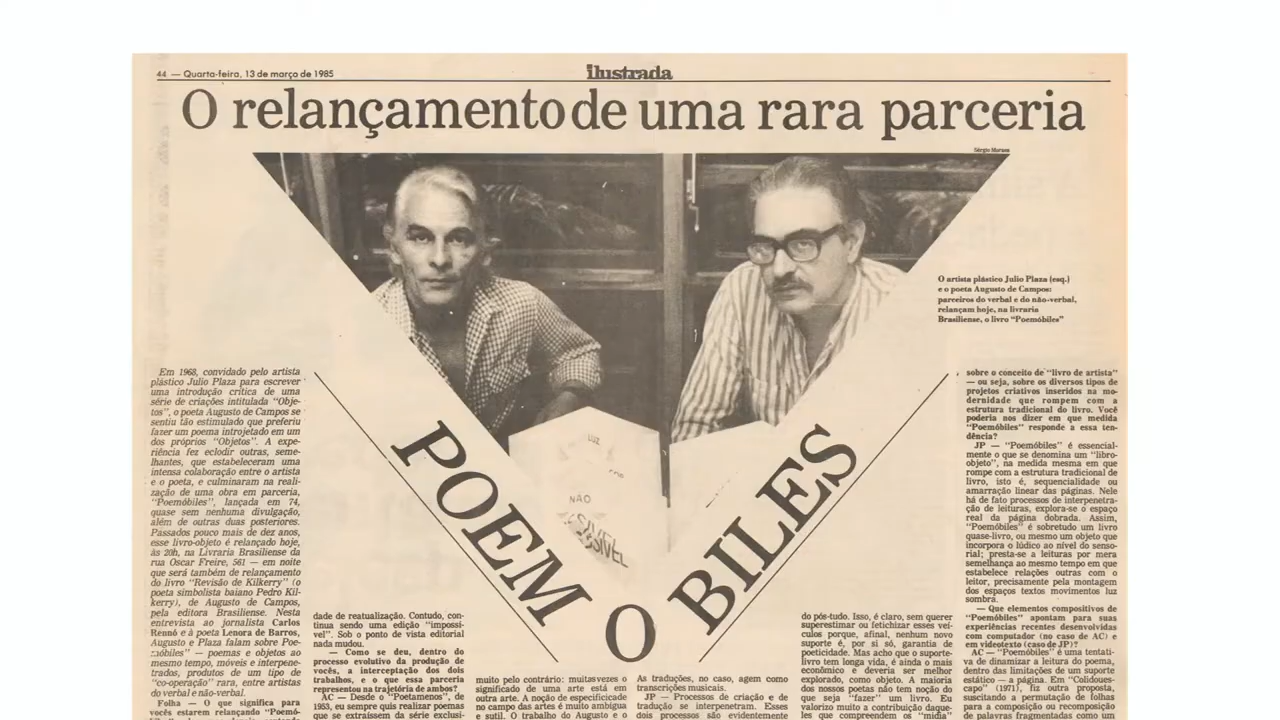 44 — Quarta-feira, 13 de março de 1985
ilustrada
O relançamento de uma rara parceria
Sérgio Moraes
O artista plástico Julio Plaza (esq.)
e o poeta Augusto de Campos:
parceiros do verbal e do não-verbal,
relançam hoje, na livraria
Brasiliense, o livro "Poemóbiles"
LUZ
NÃO
POEM
O
BILES
Em 1968, convidado pelo artista
plástico Julio Plaza para escrever
uma introdução crítica de uma
série de criações intitulada "Obje-
tos", o poeta Augusto de Campos se
sentiu tão estimulado que preferiu
fazer um poema introjetado em um
dos próprios "Objetos". A expe-
riência fez eclodir outras, seme-
lhantes, que estabeleceram uma
intensa colaboração entre o artista
e o poeta, e culminaram na reali-
zação de uma obra em parceria,
"Poemóbiles", lançada em 74,
quase sem nenhuma divulgação,
além de outras duas posteriores.
Passados pouco mais de dez anos,
esse livro-objeto é relançado hoje,
às 20h, na Livraria Brasiliense da
rua Oscar Freire, 561 — em noite
que será também de relançamento
do livro "Revisão de Kilkerry" (o
poeta simbolista baiano Pedro Kil-
kerry), de Augusto de Campos,
pela editora Brasiliense. Nesta
entrevista ao jornalista Carlos
Rennó e à poeta Lenora de Barros,
Augusto e Plaza falam sobre Poe-
móbiles" — poemas e objetos ao
mesmo tempo, móveis e interpene-
trados, produtos de um tipo de
"co-operação" rara, entre artistas
do verbal e não-verbal.
Folha — O que significa para
vocês estarem relançando "Poemó-
dade de reatualização. Contudo, con-
tinua sendo uma edição "impossí-
vel". Sob o ponto de vista editorial
nada mudou.
— Como se deu, dentro do
processo evolutivo da produção de
vocês, a interceptação dos dois
trabalhos, e o que essa parceria
representou na trajetória de ambos?
AC — Desde o "Poetamenos", de
1953, eu sempre quis realizar poemas
que se extraíssem da série exclusi-
muito pelo contrário: muitas vezes o
significado de uma arte está em
outra arte. A noção de especificidade
no campo das artes é muito ambígua
e sutil. O trabalho do Augusto e o
As traduções, no caso, agem como
transcrições musicais.
JP — Processos de criação e de
tradução se interpenetram. Esses
dois processos são evidentemente
do pós-tudo. Isso, é claro, sem querer
superestimar ou fetichizar esses veí-
culos porque, afinal, nenhum novo
suporte é, por si só, garantia de
poeticidade. Mas acho que o suporte-
livro tem longa vida, é ainda o mais
econômico e deveria ser melhor
explorado, como objeto. A maioria
dos nossos poetas não tem noção do
que seja "fazer" um livro. Eu
valorizo muito a contribuição daque-
les que compreendem os "mídia"
sobre o conceito de "livro de artista"
— ou seja, sobre os diversos tipos de
projetos criativos inseridos na mo-
dernidade que rompem com a
estrutura tradicional do livro. Você
poderia nos dizer em que medida
"Poemóbiles" responde a essa ten-
dência?
JP — "Poemóbiles" é essencial-
mente o que se denomina um "libro-
objeto", na medida mesma em que
rompe com a estrutura tradicional de
livro, isto é, sequencialidade ou
amarração linear das páginas. Nele
há de fato processos de interpenetra-
ção de leituras, explora-se o espaço
real da página dobrada. Assim,
"Poemóbiles" é sobretudo um livro
quase-livro, ou mesmo um objeto que
incorpora o lúdico ao nível do senso-
rial; presta-se a leituras por mera
semelhança ao mesmo tempo em que
estabelece relações outras com o
leitor, precisamente pela montagem
dos espaços textos movimentos luz
sombra.
— Que elementos compositivos de
"Poemóbiles" apontam para suas
experiências recentes desenvolvidas
com computador (no caso de AC) e
em videotexto (caso de JP)?
AC — "Poemóbiles" é uma tentati-
va de dinamizar a leitura do poema,
dentro das limitações de um suporte
estático — a página. Em "Colidoues-
capo" (1971), fiz outra proposta,
suscitando a permutação de folhas
para a composição ou recomposição
de palavras fragmentadas como um